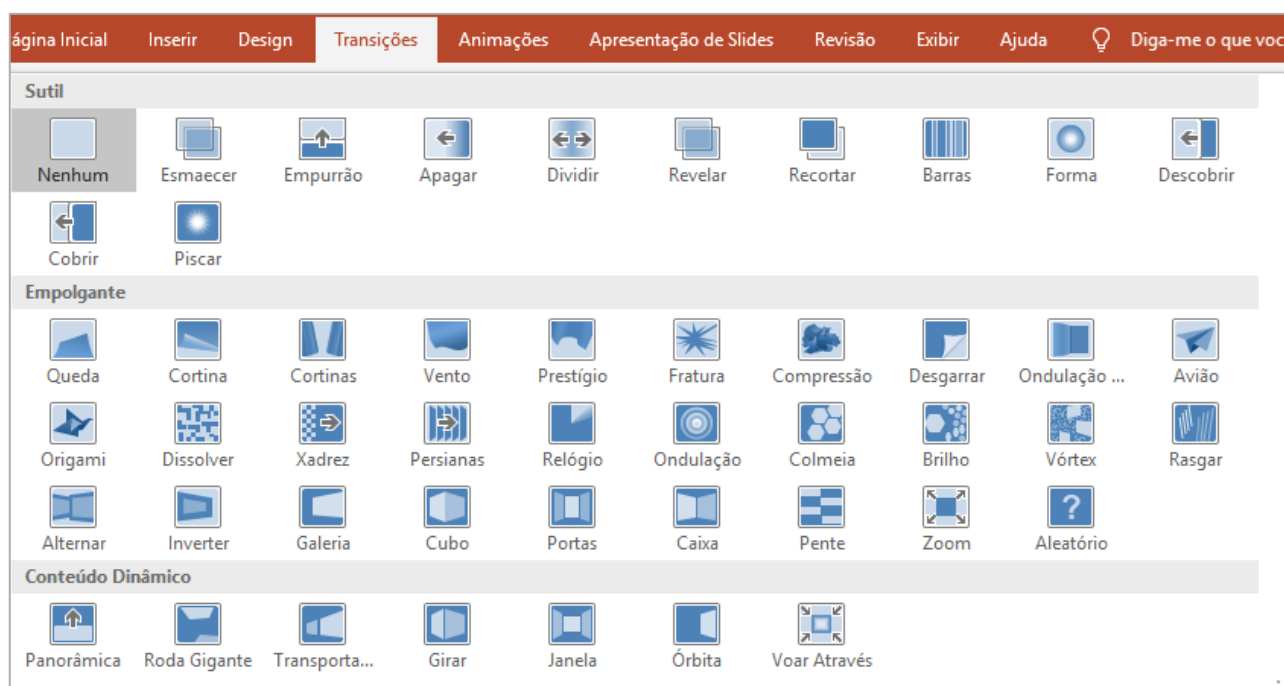 ágina Inicial Inserir Design Transições Animações Apresentação de Slides Revisão Exibir Ajuda Diga-me o que voc
Sutil
Nenhum Esmaecer Empurrão Apagar Dividir Revelar Recortar Barras Forma Descobrir
Cobrir Piscar
Empolgante
Queda Cortina Cortinas Vento Prestígio Fratura Compressão Desgarrar Ondulação ... Avião
Origami Dissolver Xadrez Persianas Relógio Ondulação Colmeia Brilho Vórtex Rasgar
Alternar Inverter Galeria Cubo Portas Caixa Pente Zoom Aleatório
Conteúdo Dinâmico
Panorâmica Roda Gigante Transporta... Girar Janela Órbita Voar Através